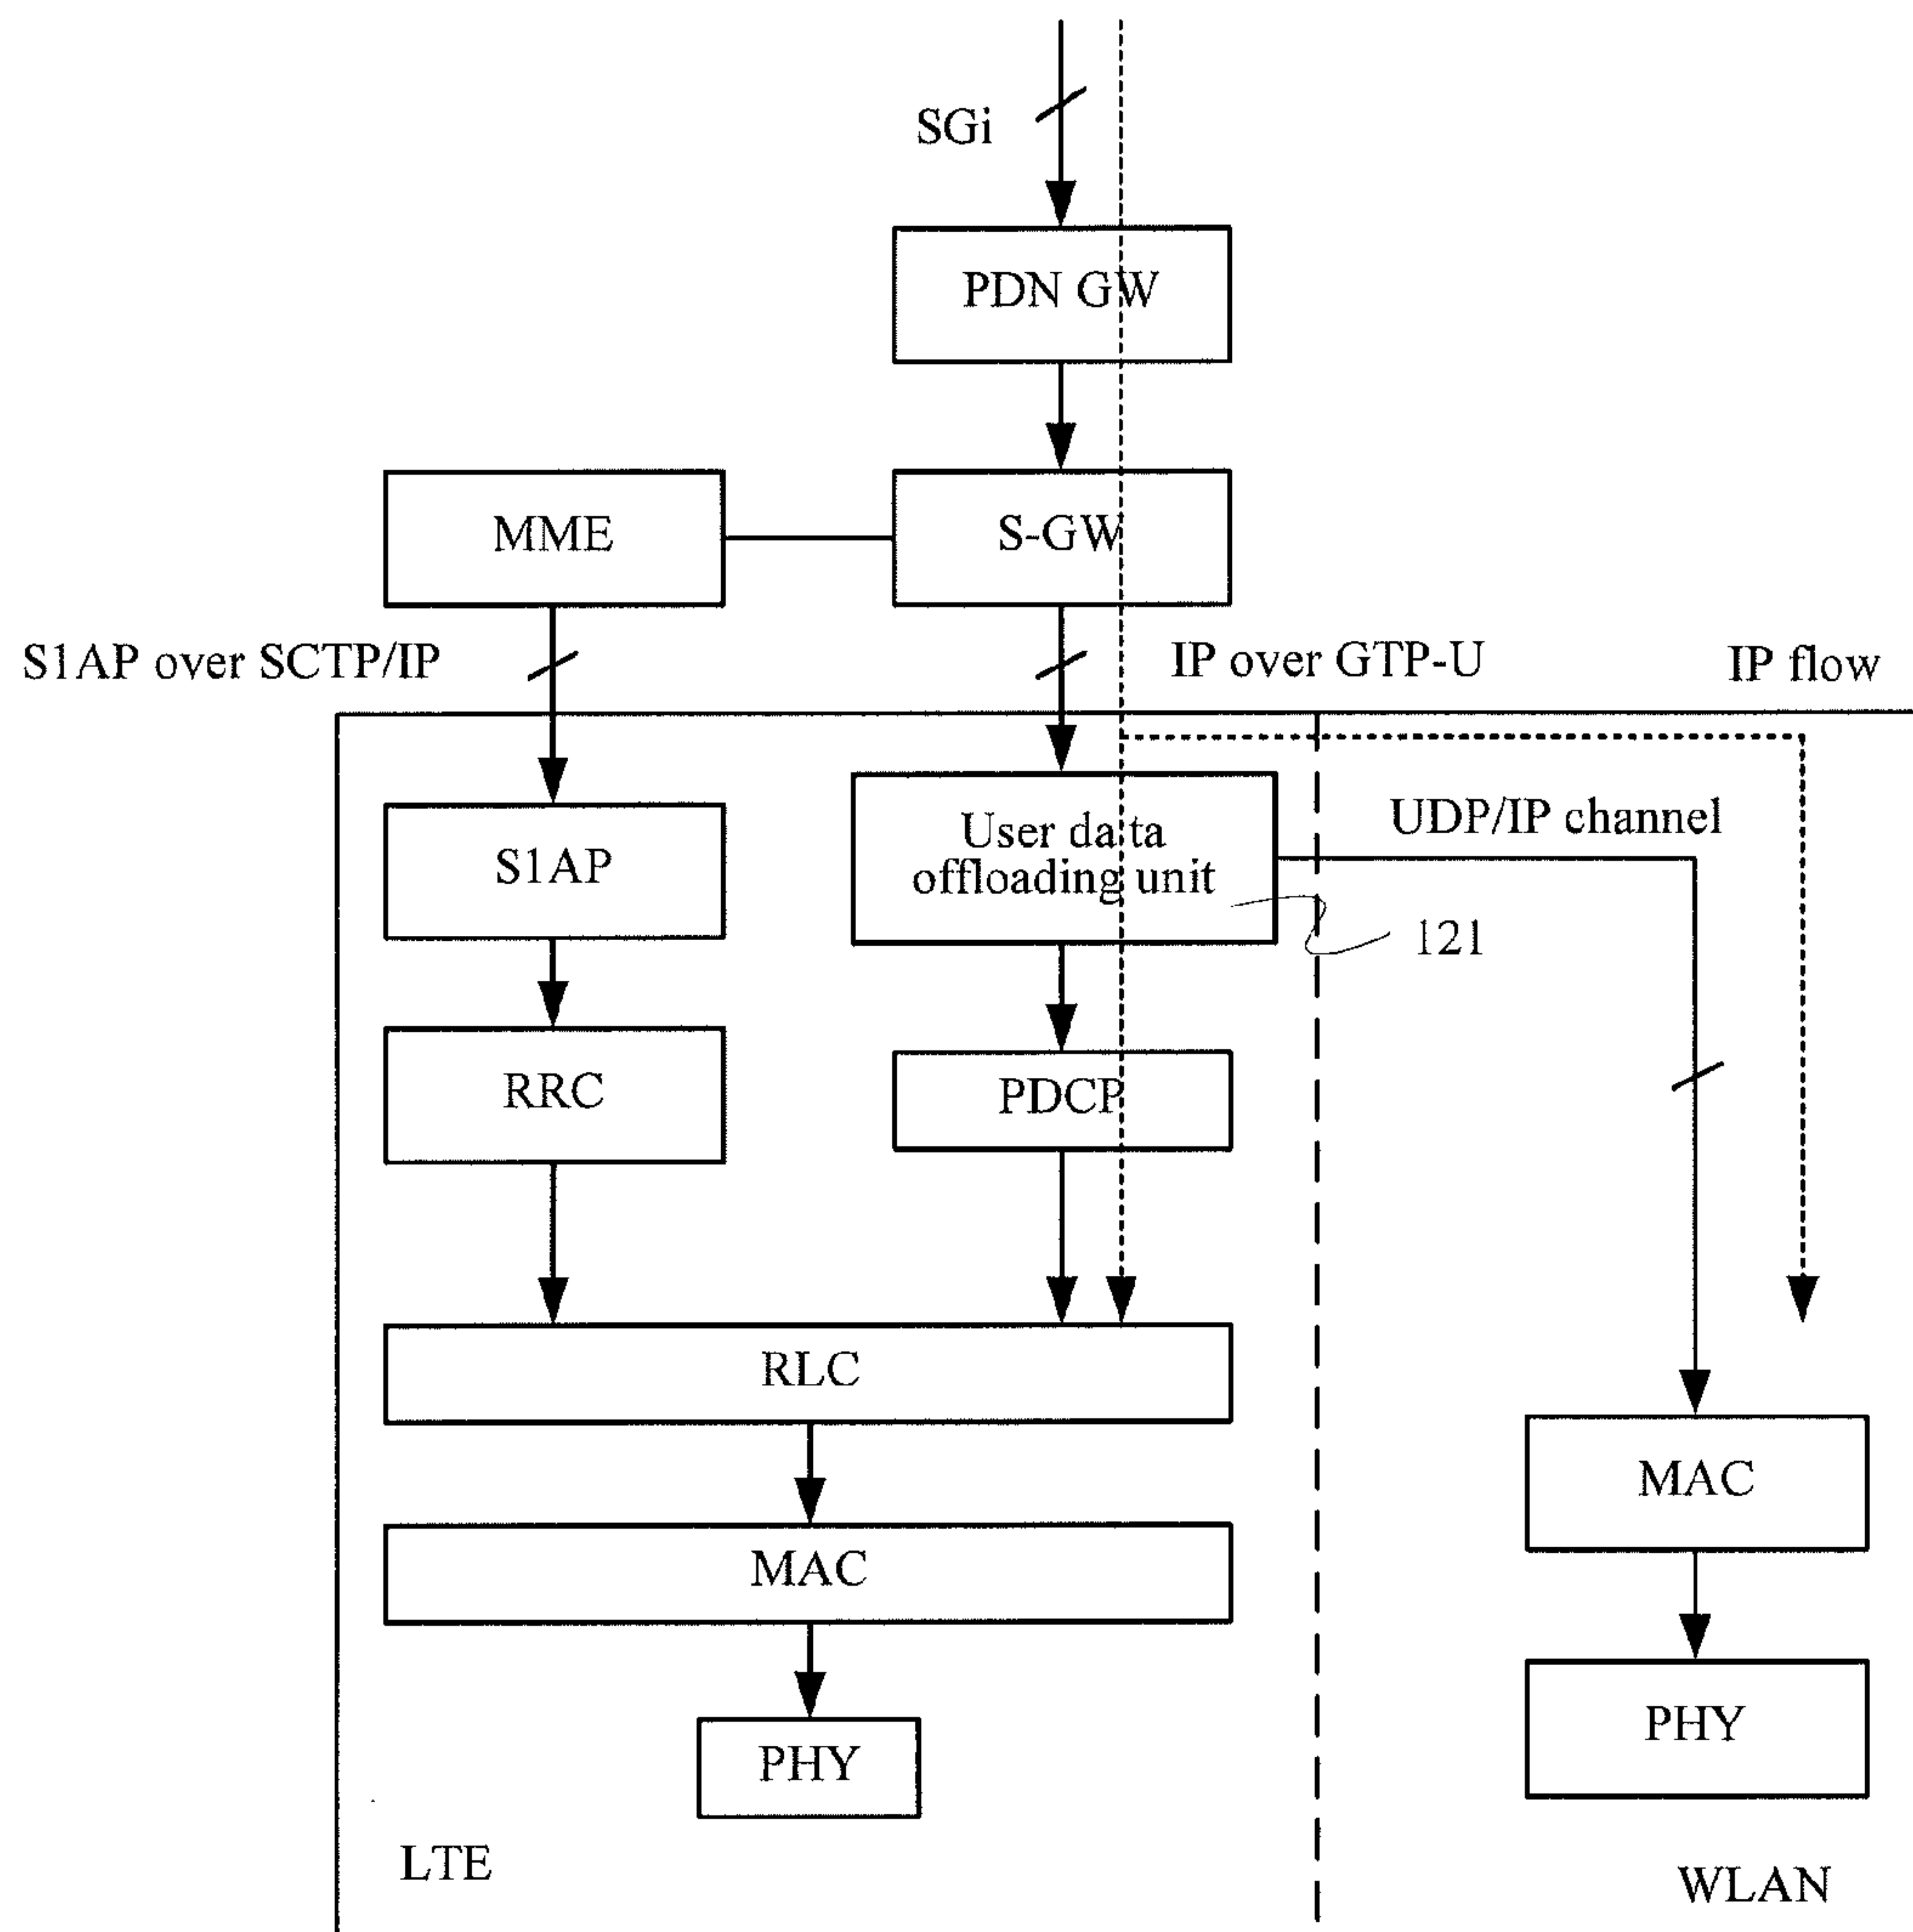 SGi
PDN GW
MME
S-GW
S1AP over SCTP/IP
IP over GTP-U
IP flow
User data
offloading unit
UDP/IP channel
S1AP
121
RRC
PDCP
RLC
MAC
MAC
PHY
PHY
LTE
WLAN